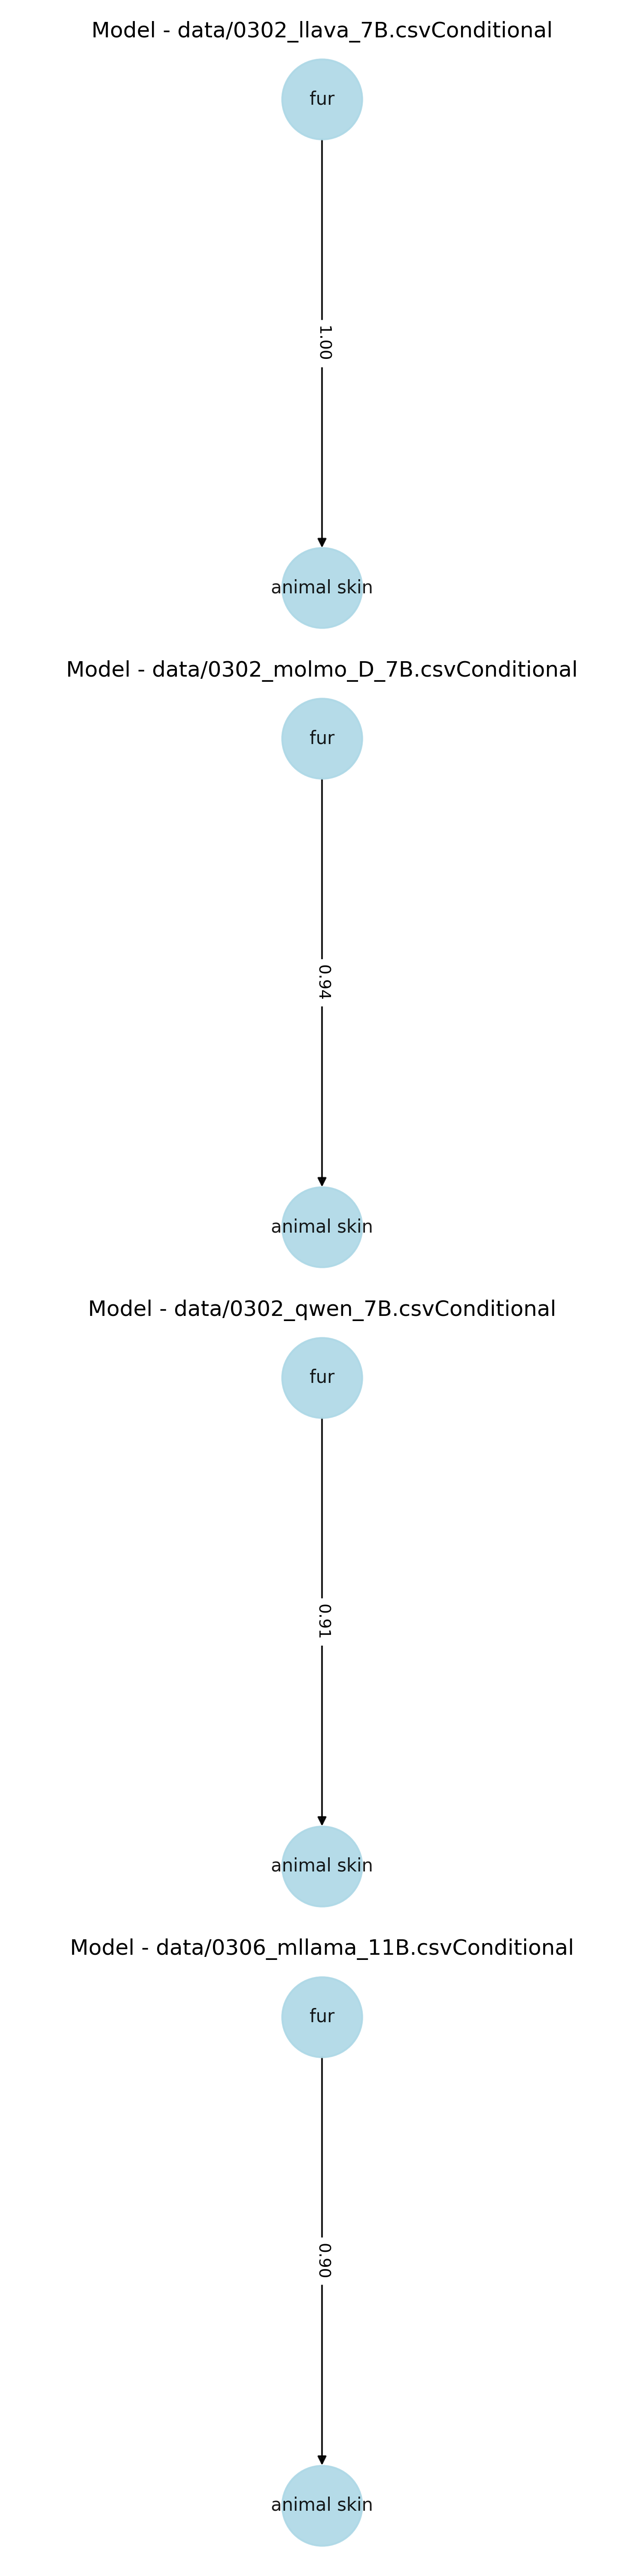 Model - data/0302_llava_7B.csvConditional
fur
1.00
animal skin
Model - data/0302_molmo_D_7B.csvConditional
fur
0.94
animal skin
Model - data/0302_qwen_7B.csvConditional
fur
0.91
animal skin
Model - data/0306_mllama_11B.csvConditional
fur
0.90
animal skin